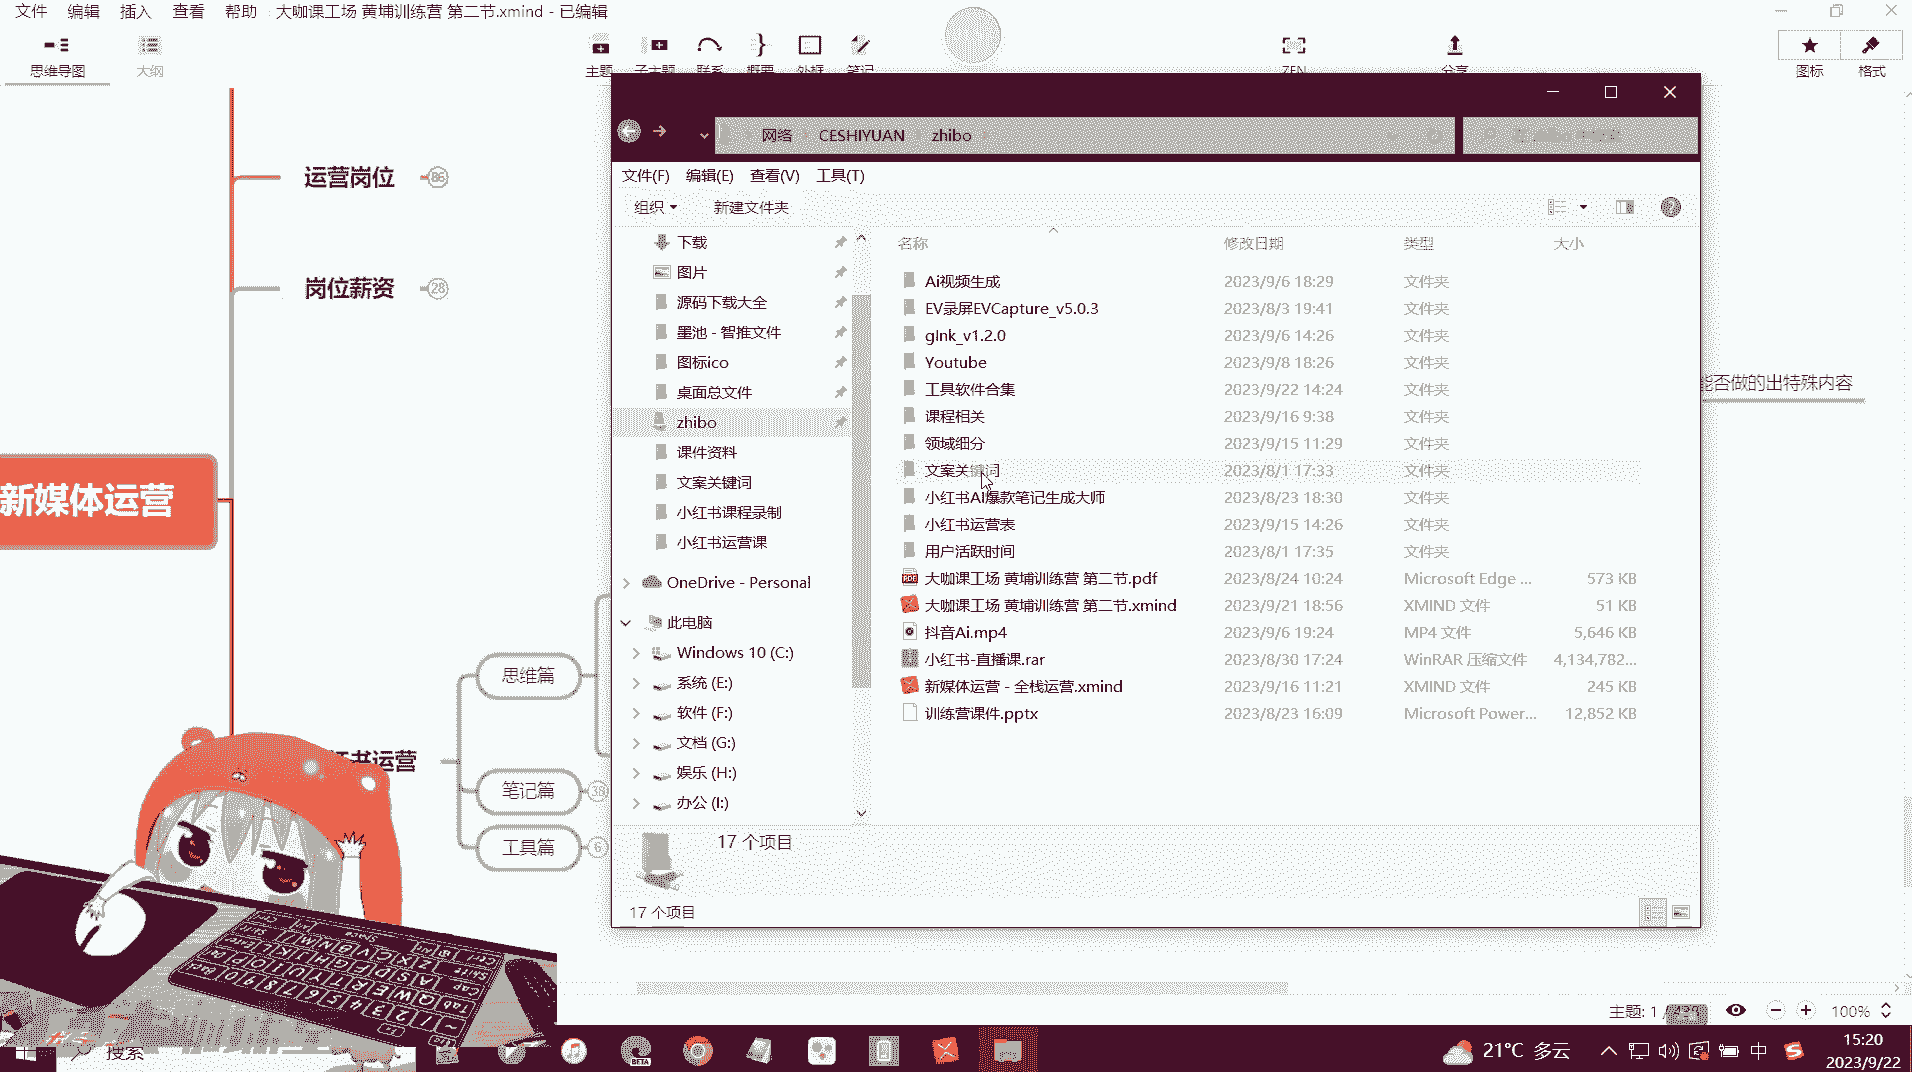 文件 编辑 插入 查看 帮助 大咖课工场 黄埔训练营 第二节.xmind - 已编辑
思维导图 大纲 主题 子主题 联系 概要 外框 笔记 ZEN 分享 图标 格式
运营岗位 86
岗位薪资 28
新媒体运营
思维篇
书运营
笔记篇 38
工具篇 6
能否做的出特殊内容
网络 CESHIYUAN zhibo
文件(F) 编辑(E) 查看(V) 工具(T)
组织 新建文件夹
下载
图片
源码下载大全
墨池 - 智推文件
图标ico
桌面总文件
zhibo
课件资料
文案关键词
小红书课程录制
小红书运营课
OneDrive - Personal
此电脑
Windows 10 (C:)
系统 (E:)
软件 (F:)
文档 (G:)
娱乐 (H:)
办公 (I:)
名称 修改日期 类型 大小
Ai视频生成 2023/9/6 18:29 文件夹
EV录屏EVCapture_v5.0.3 2023/8/3 19:41 文件夹
gInk_v1.2.0 2023/9/6 14:26 文件夹
Youtube 2023/9/8 18:26 文件夹
工具软件合集 2023/9/22 14:24 文件夹
课程相关 2023/9/16 9:38 文件夹
领域细分 2023/9/15 11:29 文件夹
文案关键词 2023/8/1 17:33 文件夹
小红书AI爆款笔记生成大师 2023/8/23 18:30 文件夹
小红书运营表 2023/9/15 14:26 文件夹
用户活跃时间 2023/8/1 17:35 文件夹
大咖课工场 黄埔训练营 第二节.pdf 2023/8/24 10:24 Microsoft Edge ... 573 KB
大咖课工场 黄埔训练营 第二节.xmind 2023/9/21 18:56 XMIND 文件 51 KB
抖音Ai.mp4 2023/9/6 19:24 MP4 文件 5,646 KB
小红书-直播课.rar 2023/8/30 17:24 WinRAR 压缩文件 4,134,782...
新媒体运营 - 全栈运营.xmind 2023/9/16 11:21 XMIND 文件 245 KB
训练营课件.pptx 2023/8/23 16:09 Microsoft Power... 12,852 KB
17 个项目
17 个项目
主题: 1 / 100%
搜索 BETA 21°C 多云 中 15:20
2023/9/22